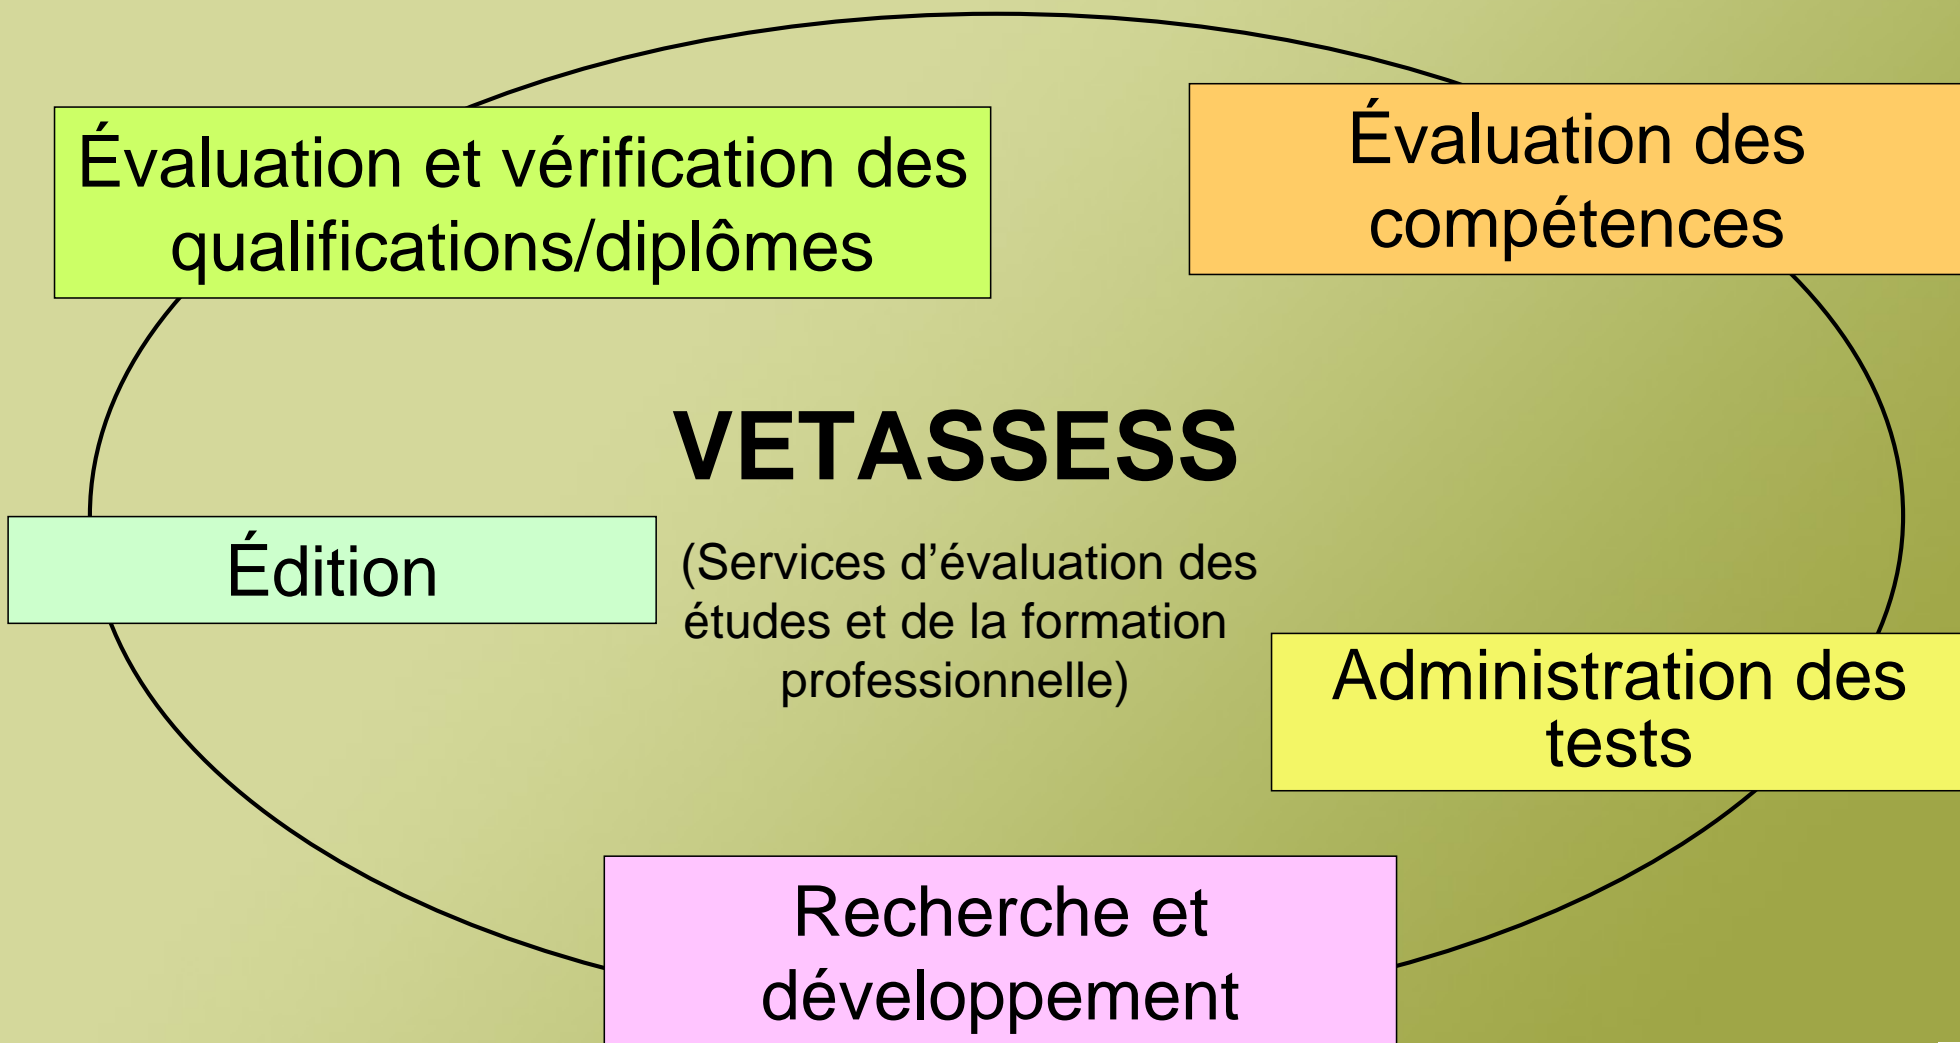 Évaluation et vérification des
qualifications/diplômes
Évaluation des
compétences
VETASSESS
(Services d’évaluation des
études et de la formation
professionnelle)
Édition
Administration des
tests
Recherche et
développement